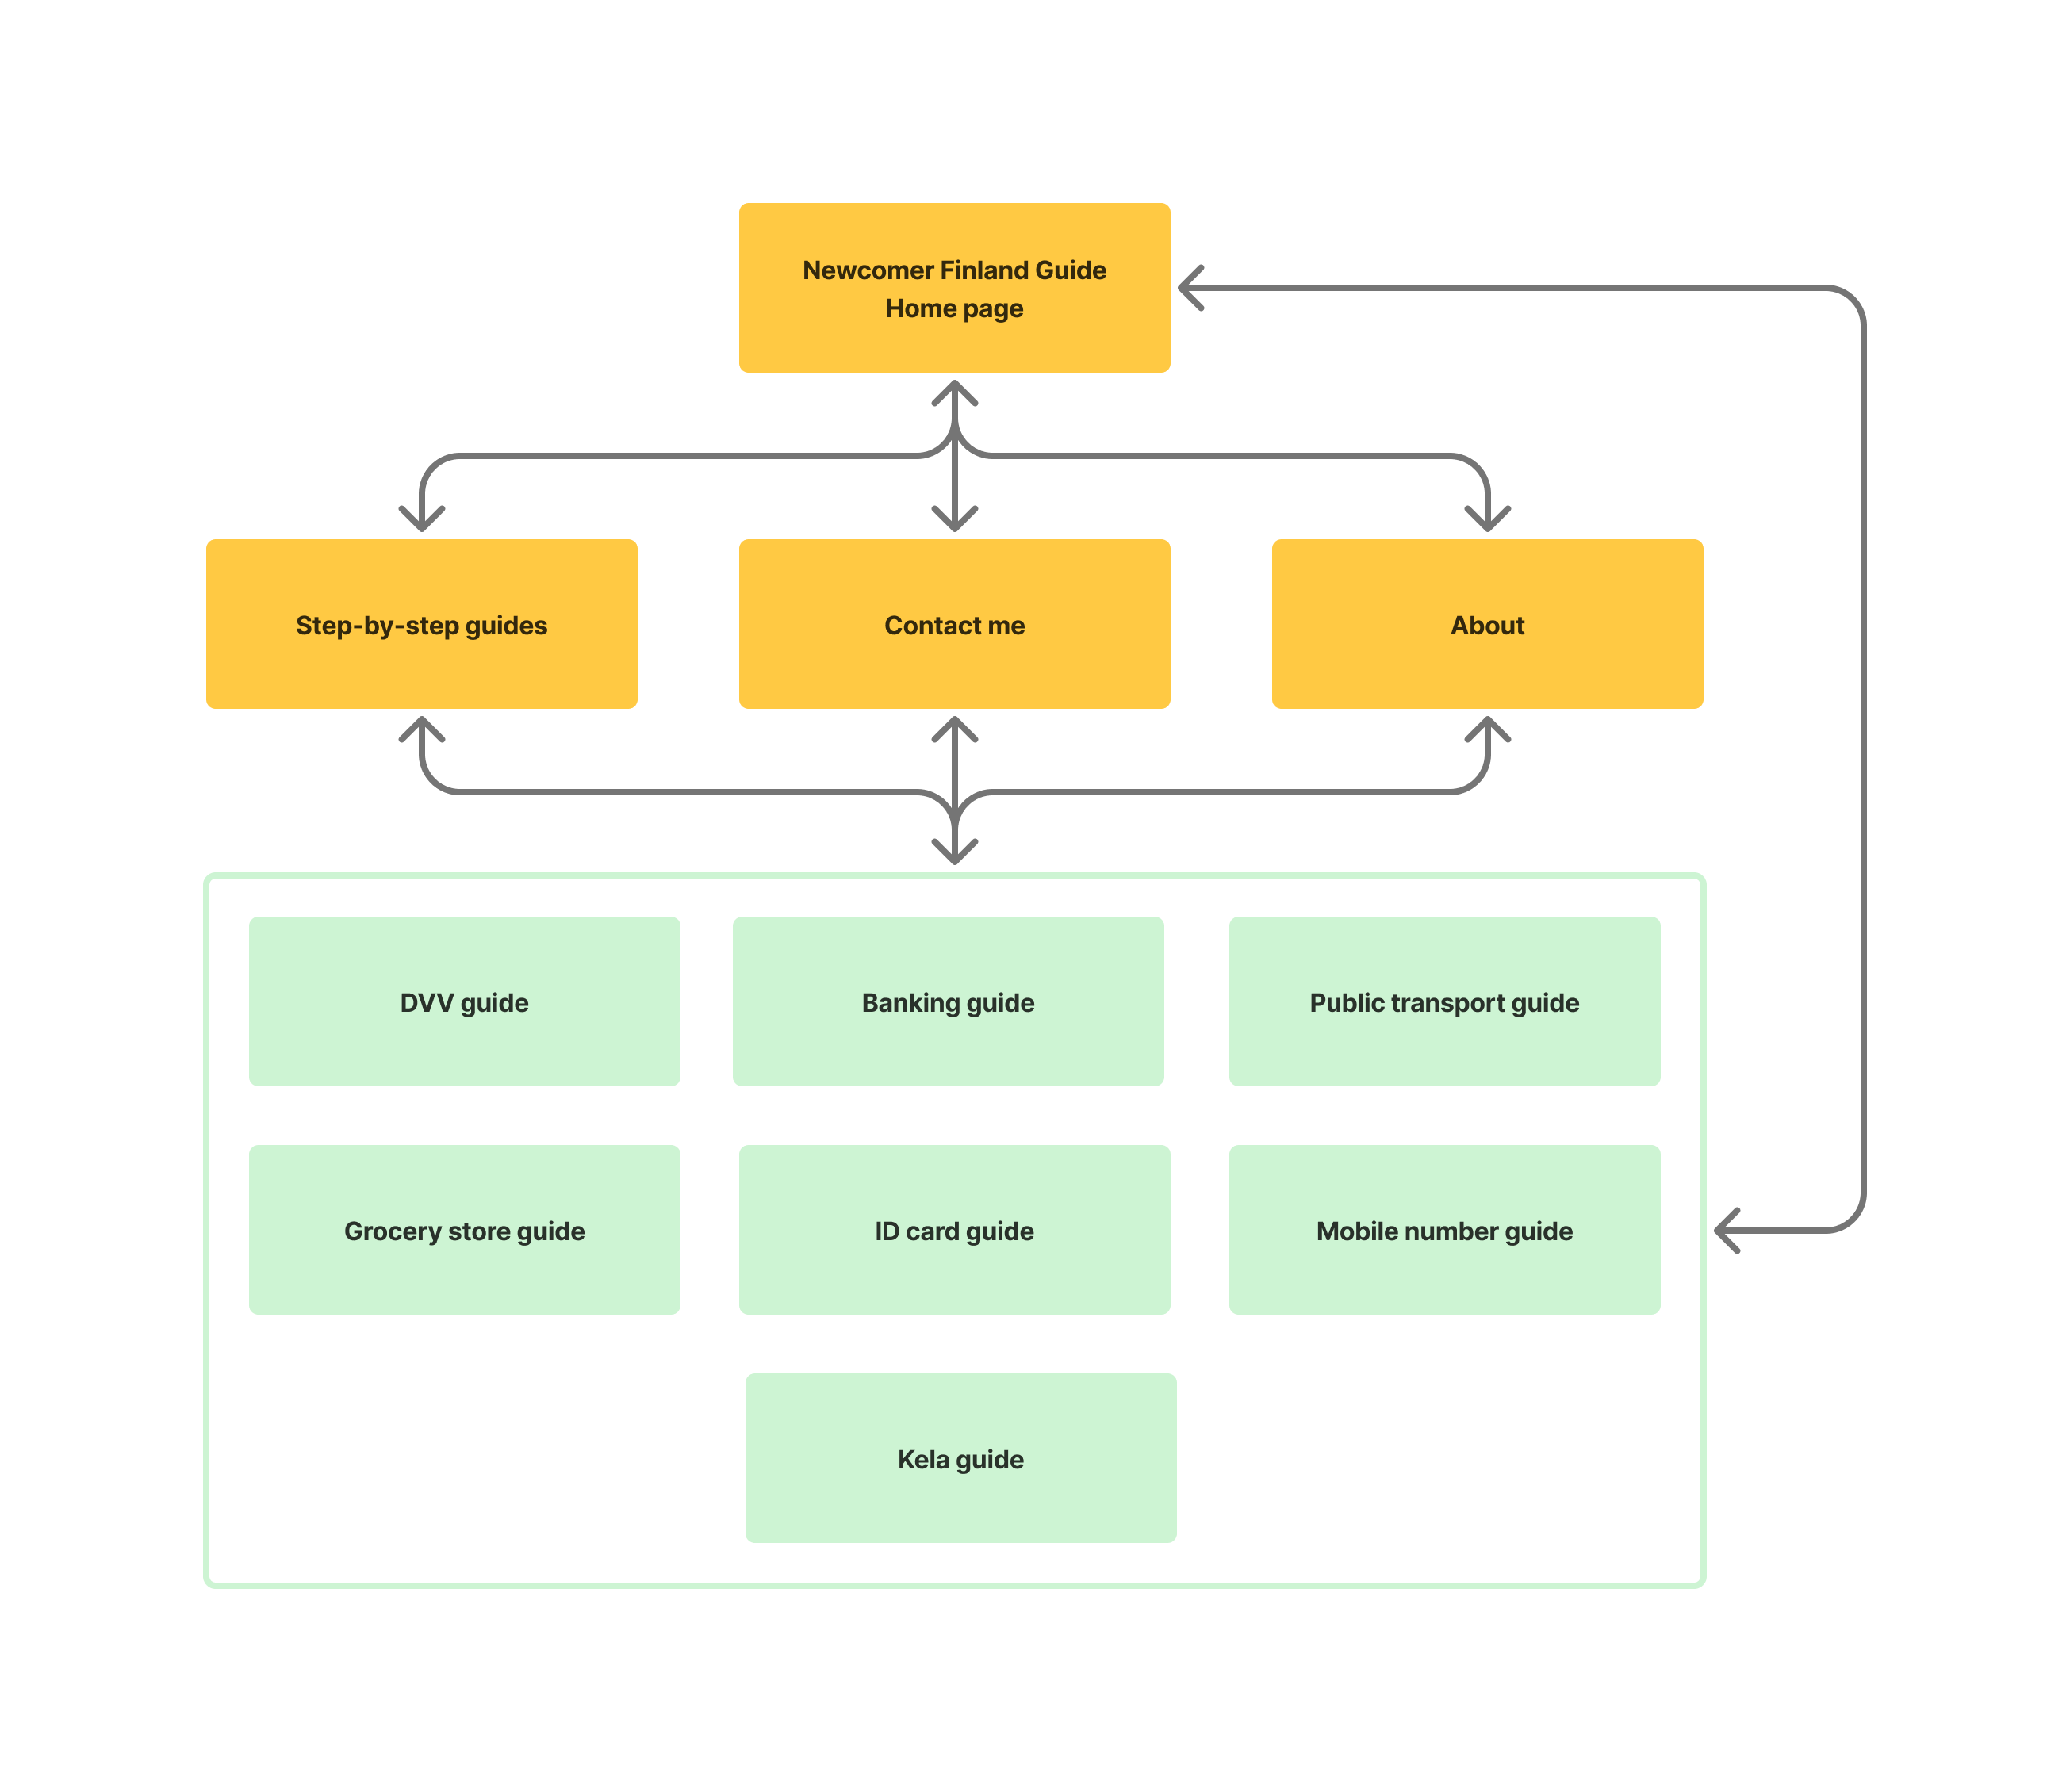 Newcomer Finland Guide
Home page
Step-by-step guides
Contact me
About
DVV guide
Banking guide
Public transport guide
Grocery store guide
ID card guide
Mobile number guide
Kela guide